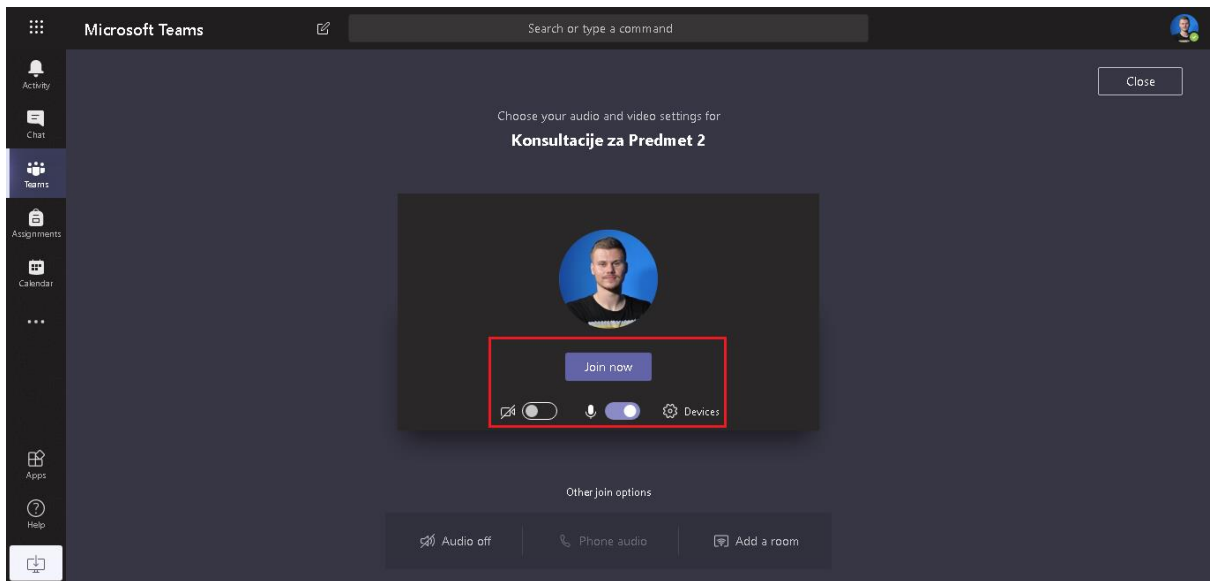 Microsoft Teams
Search or type a command
Activity
Chat
Teams
Assignments
Calendar
Apps
Help
Close
Choose your audio and video settings for
Konsultacije za Predmet 2
Join now
Devices
Other join options
Audio off
Phone audio
Add a room